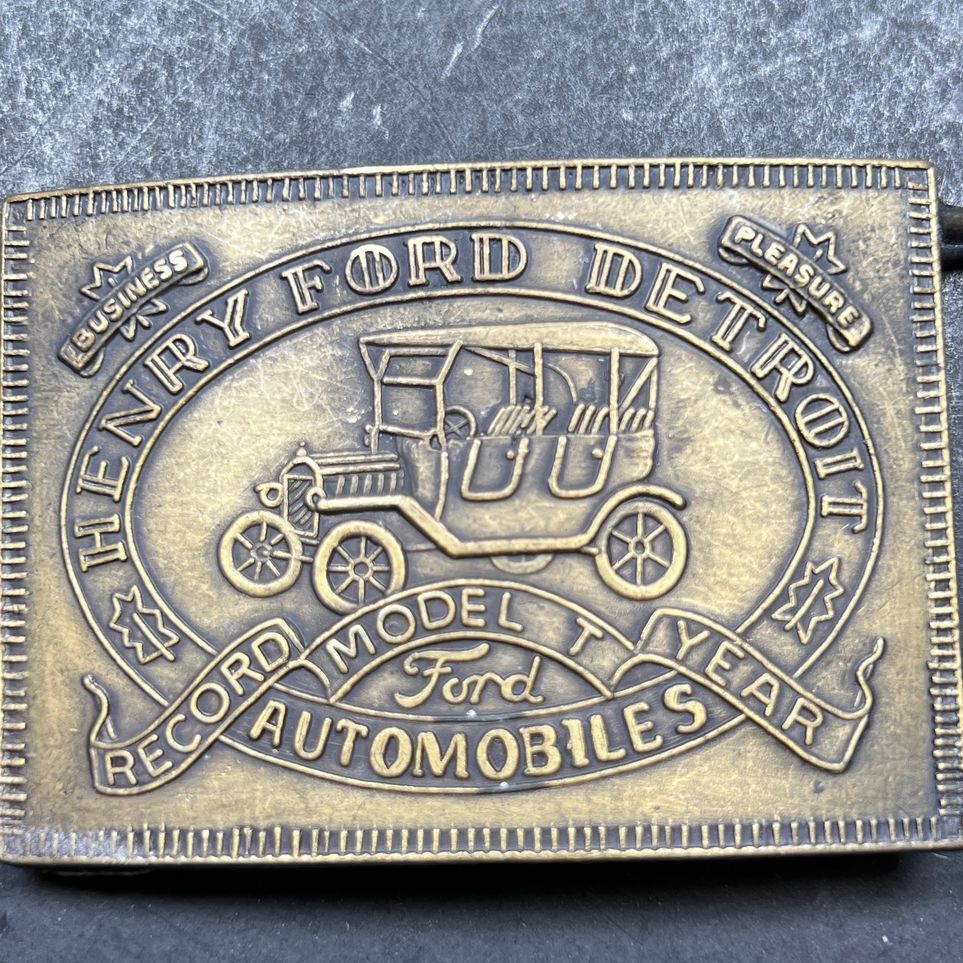 BUSINESS
PLEASURE
HENRY FORD DETROIT
RECORD MODEL T YEAR
Ford
AUTOMOBILES